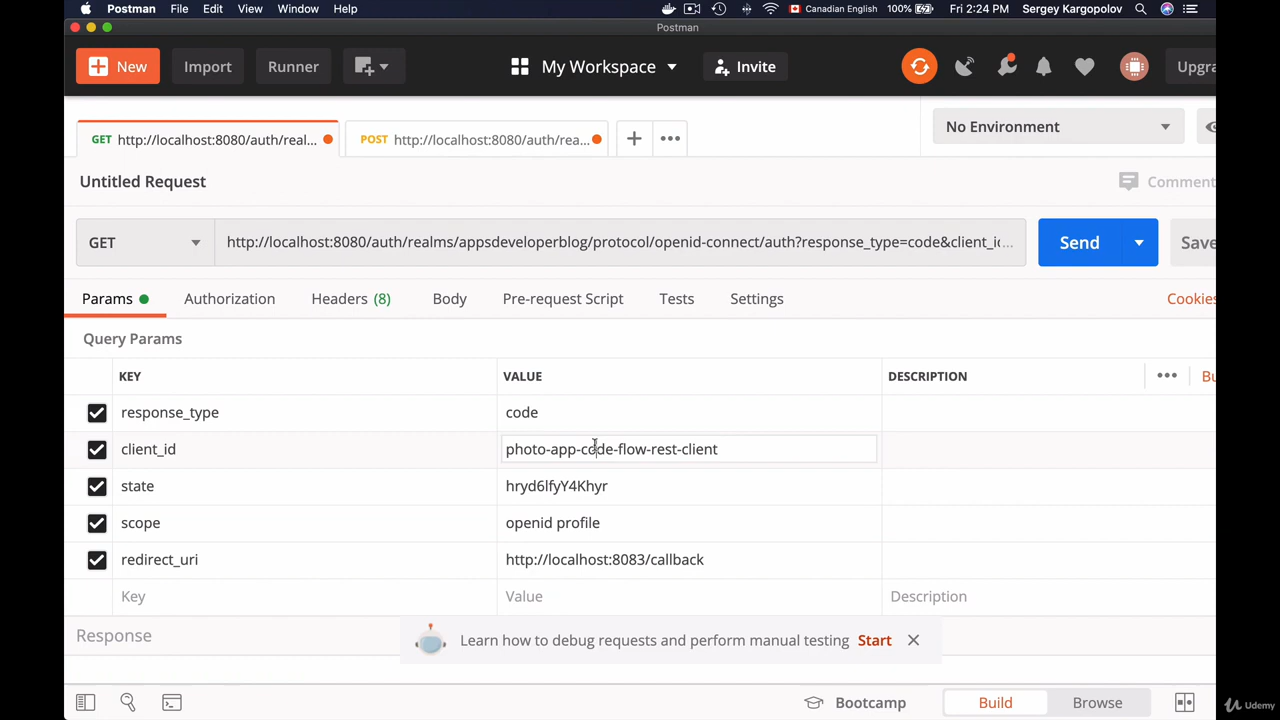 Postman File Edit View Window Help Canadian English 100% Fri 2:24 PM Sergey Kargopolov
Postman
New Import Runner My Workspace Invite Upgra
GET http://localhost:8080/auth/real... POST http://localhost:8080/auth/rea... + ••• No Environment
Untitled Request Comment
GET http://localhost:8080/auth/realms/appsdeveloperblog/protocol/openid-connect/auth?response_type=code&client_ic... Send Save
Params Authorization Headers (8) Body Pre-request Script Tests Settings Cookies
Query Params
KEY VALUE DESCRIPTION ••• Bu
response_type code
client_id photo-app-code-flow-rest-client
state hryd6lfyY4Khyr
scope openid profile
redirect_uri http://localhost:8083/callback
Key Value Description
Response
Learn how to debug requests and perform manual testing Start
Bootcamp Build Browse
Udemy